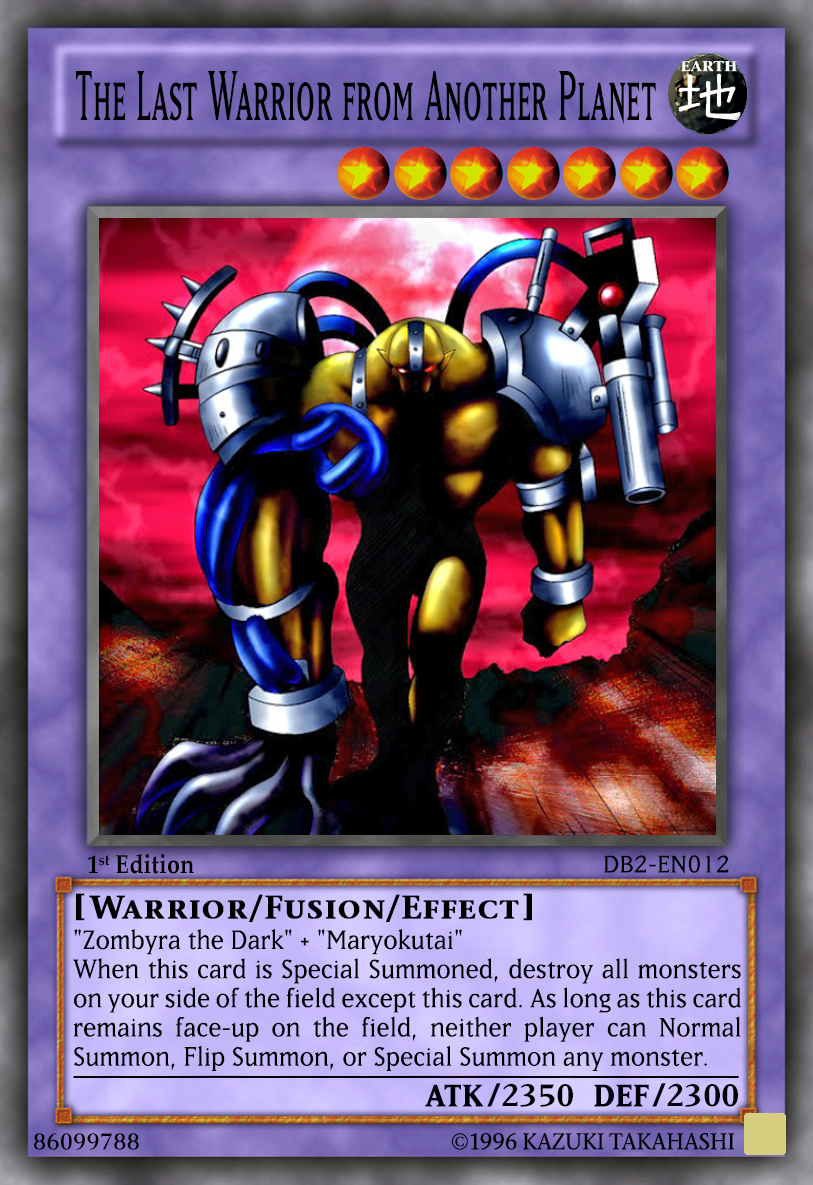 The Last Warrior from Another Planet
EARTH
地
1st Edition
DB2-EN012
[Warrior/Fusion/Effect]
"Zombyra the Dark" + "Maryokutai"
When this card is Special Summoned, destroy all monsters
on your side of the field except this card. As long as this card
remains face-up on the field, neither player can Normal
Summon, Flip Summon, or Special Summon any monster.
ATK/2350 DEF/2300
86099788
©1996 KAZUKI TAKAHASHI